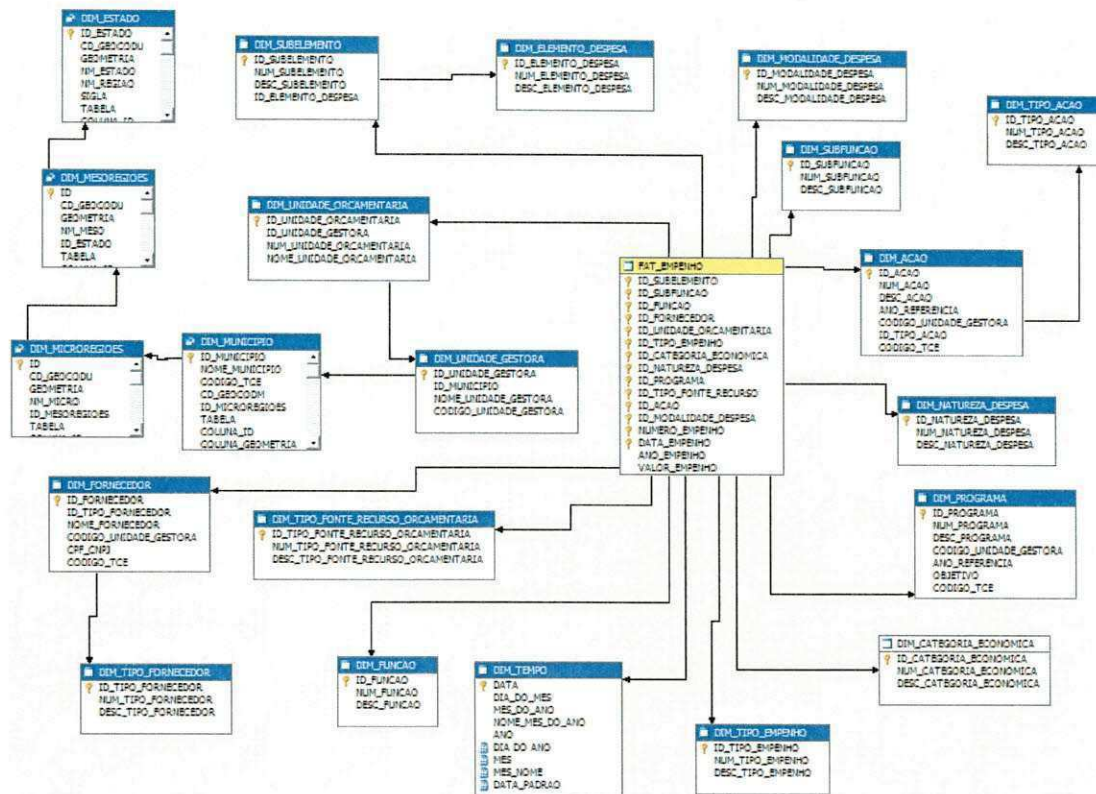 DIM_ESTADO
ID_ESTADO
CD_GEOCODU
GEOMETRIA
NM_ESTADO
NM_REGIAO
SIGLA
TABELA
COLUNA_ID
DIM_SUBELEMENTO
ID_SUBELEMENTO
NUM_SUBELEMENTO
DESC_SUBELEMENTO
ID_ELEMENTO_DESPESA
DIM_ELEMENTO_DESPESA
ID_ELEMENTO_DESPESA
NUM_ELEMENTO_DESPESA
DESC_ELEMENTO_DESPESA
DIM_MODALIDADE_DESPESA
ID_MODALIDADE_DESPESA
NUM_MODALIDADE_DESPESA
DESC_MODALIDADE_DESPESA
DIM_TIPO_ACAO
ID_TIPO_ACAO
NUM_TIPO_ACAO
DESC_TIPO_ACAO
DIM_SUBFUNCAO
ID_SUBFUNCAO
NUM_SUBFUNCAO
DESC_SUBFUNCAO
DIM_MESOREGIOES
ID
CD_GEOCODU
GEOMETRIA
NM_MESO
ID_ESTADO
TABELA
COLUNA_ID
DIM_UNIDADE_ORCAMENTARIA
ID_UNIDADE_ORCAMENTARIA
ID_UNIDADE_GESTORA
NUM_UNIDADE_ORCAMENTARIA
NOME_UNIDADE_ORCAMENTARIA
FAT_EMPENHO
ID_SUBELEMENTO
ID_SUBFUNCAO
ID_FUNCAO
ID_FORNECEDOR
ID_UNIDADE_ORCAMENTARIA
ID_TIPO_EMPENHO
ID_CATEGORIA_ECONOMICA
ID_NATUREZA_DESPESA
ID_PROGRAMA
ID_TIPO_FONTE_RECURSO
ID_ACAO
ID_MODALIDADE_DESPESA
NUMERO_EMPENHO
DATA_EMPENHO
ANO_EMPENHO
VALOR_EMPENHO
DIM_ACAO
ID_ACAO
NUM_ACAO
DESC_ACAO
ANO_REFERENCIA
CODIGO_UNIDADE_GESTORA
ID_TIPO_ACAO
CODIGO_TCE
DIM_MICROREGIOES
ID
CD_GEOCODU
GEOMETRIA
NM_MICRO
ID_MESOREGIOES
TABELA
COLUNA_ID
DIM_MUNICIPIO
ID_MUNICIPIO
NOME_MUNICIPIO
CODIGO_TCE
CD_GEOCODM
ID_MICROREGIOES
TABELA
COLUNA_ID
COLUNA_GEOMETRIA
DIM_UNIDADE_GESTORA
ID_UNIDADE_GESTORA
ID_MUNICIPIO
NOME_UNIDADE_GESTORA
CODIGO_UNIDADE_GESTORA
DIM_NATUREZA_DESPESA
ID_NATUREZA_DESPESA
NUM_NATUREZA_DESPESA
DESC_NATUREZA_DESPESA
DIM_FORNECEDOR
ID_FORNECEDOR
ID_TIPO_FORNECEDOR
NOME_FORNECEDOR
CODIGO_UNIDADE_GESTORA
CPF_CNPJ
CODIGO_TCE
DIM_TIPO_FONTE_RECURSO_ORCAMENTARIA
ID_TIPO_FONTE_RECURSO_ORCAMENTARIA
NUM_TIPO_FONTE_RECURSO_ORCAMENTARIA
DESC_TIPO_FONTE_RECURSO_ORCAMENTARIA
DIM_PROGRAMA
ID_PROGRAMA
NUM_PROGRAMA
DESC_PROGRAMA
CODIGO_UNIDADE_GESTORA
ANO_REFERENCIA
OBJETIVO
CODIGO_TCE
DIM_TIPO_FORNECEDOR
ID_TIPO_FORNECEDOR
NUM_TIPO_FORNECEDOR
DESC_TIPO_FORNECEDOR
DIM_FUNCAO
ID_FUNCAO
NUM_FUNCAO
DESC_FUNCAO
DIM_TEMPO
DATA
DIA_DO_MES
MES_DO_ANO
NOME_MES_DO_ANO
ANO
DIA_DO_ANO
MES
MES_NOME
DATA_PADRAO
DIM_TIPO_EMPENHO
ID_TIPO_EMPENHO
NUM_TIPO_EMPENHO
DESC_TIPO_EMPENHO
DIM_CATEGORIA_ECONOMICA
ID_CATEGORIA_ECONOMICA
NUM_CATEGORIA_ECONOMICA
DESC_CATEGORIA_ECONOMICA